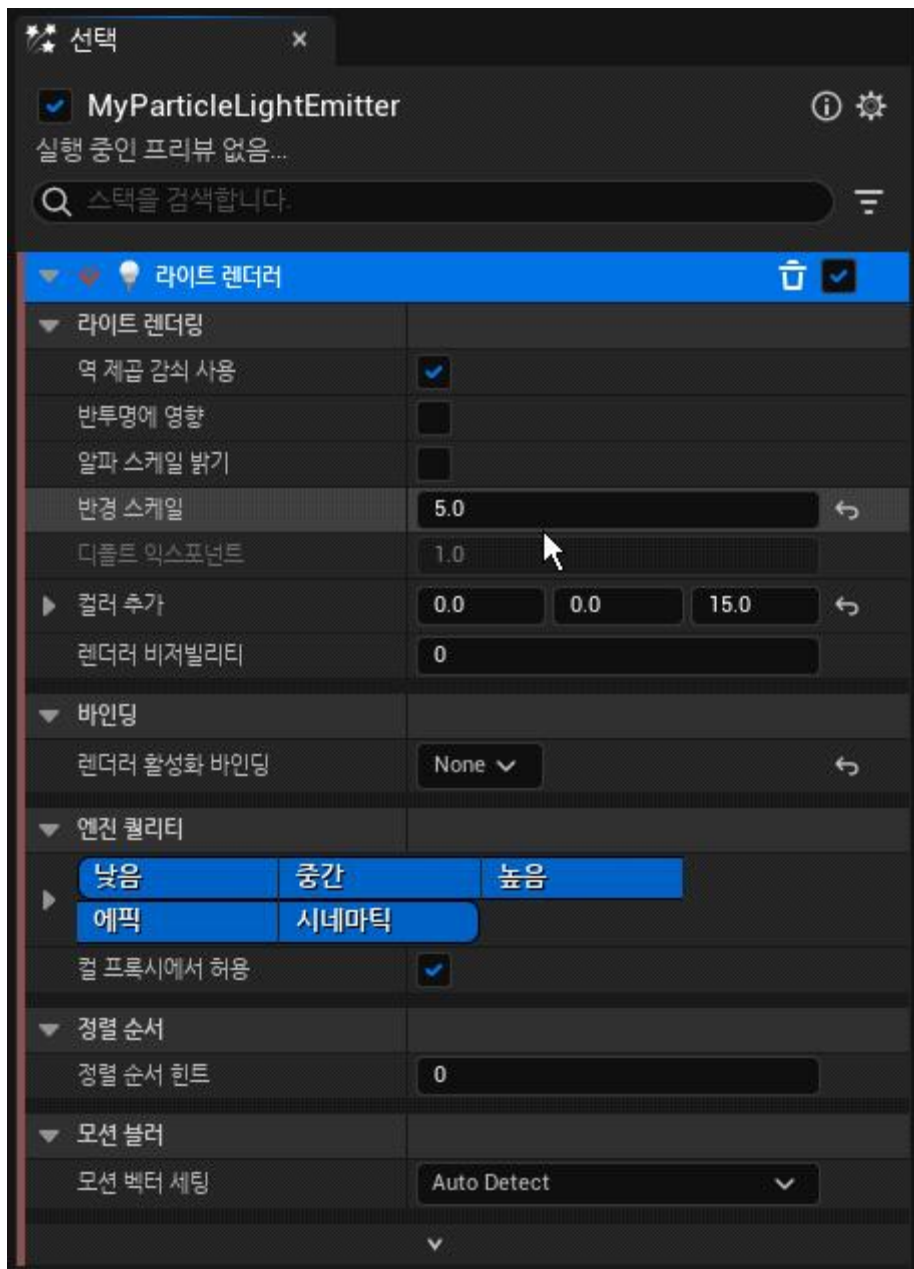 선택
MyParticleLightEmitter
실행 중인 프리뷰 없음...
스택을 검색합니다.
라이트 렌더러
라이트 렌더링
역 제곱 감쇠 사용
반투명에 영향
알파 스케일 밝기
반경 스케일 5.0
디폴트 익스포넌트 1.0
컬러 추가 0.0 0.0 15.0
렌더러 비저빌리티 0
바인딩
렌더러 활성화 바인딩 None
엔진 퀄리티
낮음 중간 높음
에픽 시네마틱
컬 프록시에서 허용
정렬 순서
정렬 순서 힌트 0
모션 블러
모션 벡터 세팅 Auto Detect